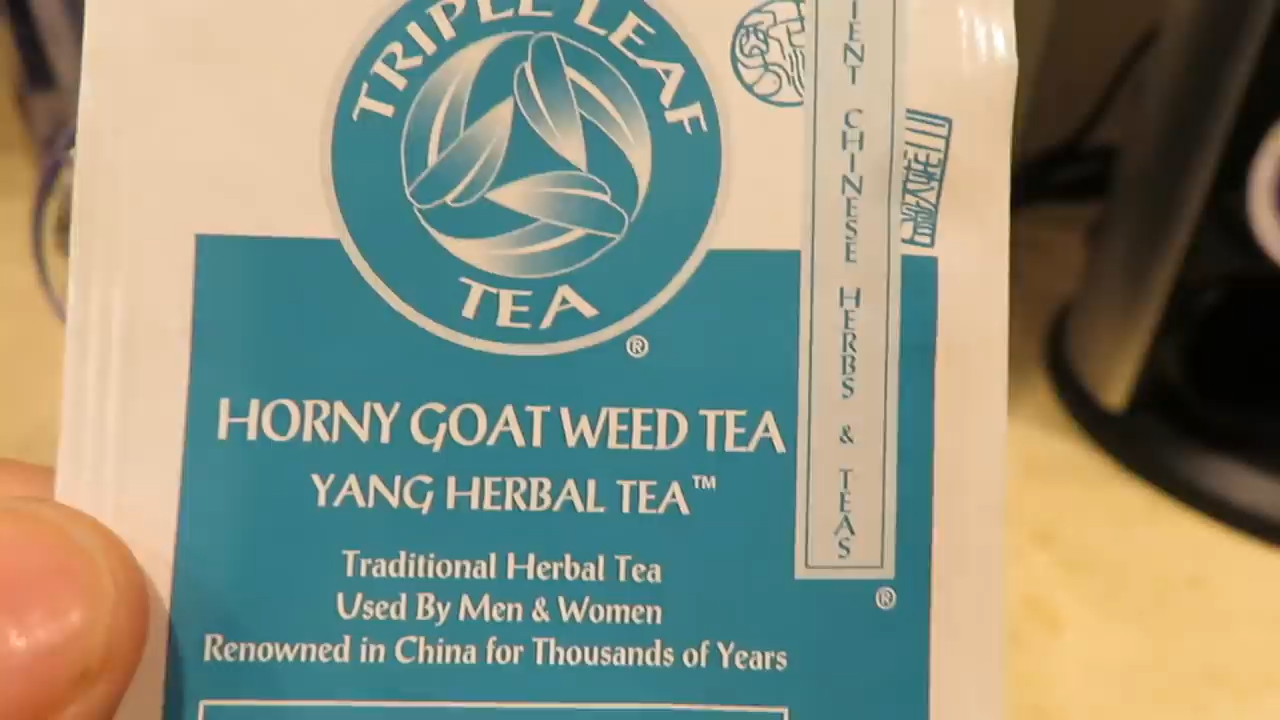 TRIPLE LEAF
TEA
®
HORNY GOAT WEED TEA
YANG HERBAL TEA™
Traditional Herbal Tea
Used By Men & Women
Renowned in China for Thousands of Years
CHINESE HERBS & TEAS
®